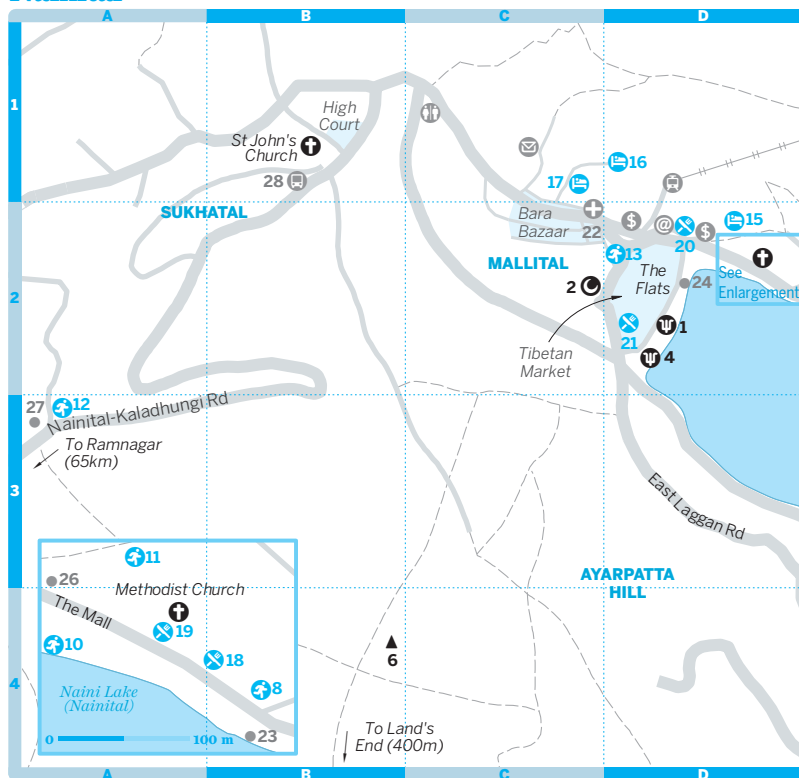 A
B
C
D
1
High
Court
St John's
Church
28
SUKHATAL
16
17
Bara
Bazaar
22
$
@
20
$
15
13
MALLITAL
2
The
Flats
24
See
Enlargement
2
1
21
4
Tibetan
Market
27
12
Nainital-Kaladhungi Rd
To Ramnagar
(65km)
3
East Laggan Rd
AYARPATTA
HILL
11
26
Methodist Church
The Mall
19
10
18
8
6
4
Naini Lake
(Nainital)
23
0
100 m
To Land's
End (400m)
A
B
C
D